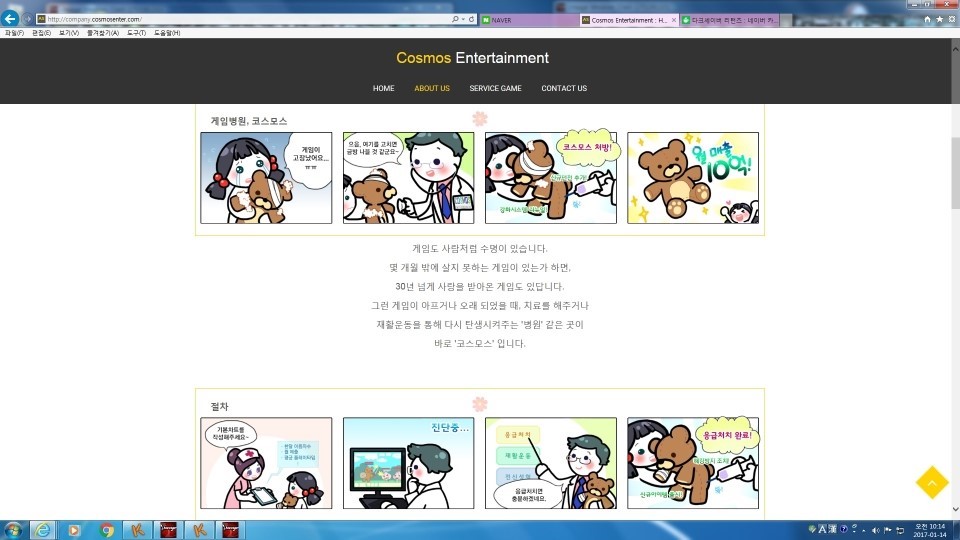 http://company.cosmosenter.com/
NAVER
Cosmos Entertainment : H...
다크세이버 리턴즈 : 네이버 카...
파일(F) 편집(E) 보기(V) 즐겨찾기(A) 도구(T) 도움말(H)
Cosmos Entertainment
HOME ABOUT US SERVICE GAME CONTACT US
게임병원, 코스모스
게임이
고장났어요...
ㅠㅠ
으음, 여기를 고치면
금방 나을 것 같군요~
코스모스 처방!
신규던전 추가!
강화시스템
월 매출
10억!
게임도 사람처럼 수명이 있습니다.
몇 개월 밖에 살지 못하는 게임이 있는가 하면,
30년 넘게 사랑을 받아온 게임도 있답니다.
그런 게임이 아프거나 오래 되었을 때, 치료를 해주거나
재활운동을 통해 다시 탄생시켜주는 '병원' 같은 곳이
바로 '코스모스' 입니다.
절차
기본차트를
작성해주세요~
진단중...
응급처치
재활운동
응급처치면
충분하겠네요.
응급처치 완료!
조치!
신규아이템
오전 10:14
2017-01-14